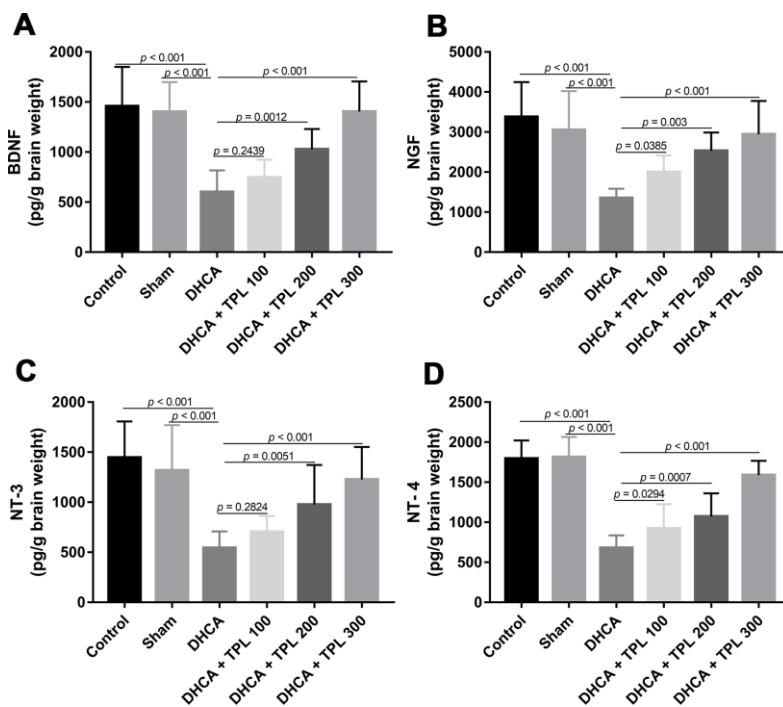 A
BDNF
(pg/g brain weight)
2000
1500
1000
500
0
p < 0.001
p < 0.001
p < 0.001
p = 0.0012
p = 0.2439
Control
Sham
DHCA
DHCA + TPL 100
DHCA + TPL 200
DHCA + TPL 300
B
NGF
(pg/g brain weight)
5000
4000
3000
2000
1000
0
p < 0.001
p < 0.001
p < 0.001
p = 0.003
p = 0.0385
Control
Sham
DHCA
DHCA + TPL 100
DHCA + TPL 200
DHCA + TPL 300
C
NT-3
(pg/g brain weight)
2000
1500
1000
500
0
p < 0.001
p < 0.001
p < 0.001
p = 0.0051
p = 0.2824
Control
Sham
DHCA
DHCA + TPL 100
DHCA + TPL 200
DHCA + TPL 300
D
NT- 4
(pg/g brain weight)
2500
2000
1500
1000
500
0
p < 0.001
p < 0.001
p < 0.001
p = 0.0007
p = 0.0294
Control
Sham
DHCA
DHCA + TPL 100
DHCA + TPL 200
DHCA + TPL 300